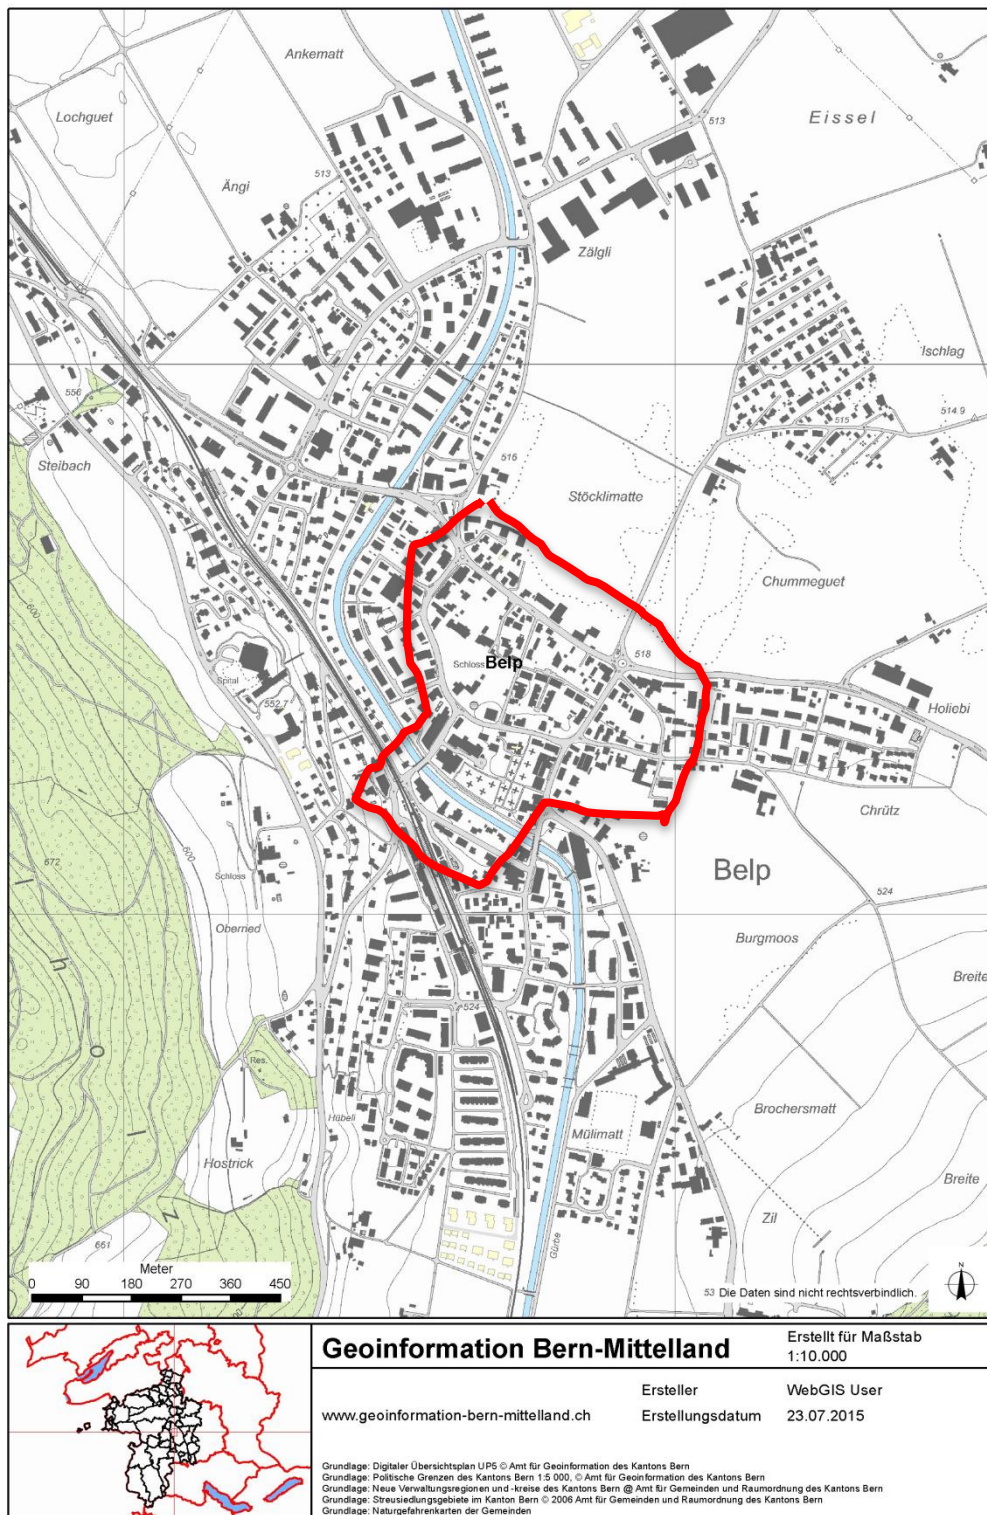 Ankematt
Lochguet
Eissel
513
Ängi
513
Zälgli
Ischlag
556
514.9
515
Steibach
516
Stöcklimatte
Chummeguet
600
518
Schloss
Belp
Spital
552.7
Holiebi
Chrütz
600
672
Schloss
Belp
524
Oberried
Burgmoos
Breite
524
Res.
Hübeli
Brochersmatt
Mülimatt
Hostrick
Breite
Zil
661
Gürbe
l h o l z
Meter
0 90 180 270 360 450
53 Die Daten sind nicht rechtsverbindlich.
N
Geoinformation Bern-Mittelland
Erstellt für Maßstab
1:10.000
Ersteller WebGIS User
www.geoinformation-bern-mittelland.ch Erstellungsdatum 23.07.2015
Grundlage: Digitaler Übersichtsplan UP5 © Amt für Geoinformation des Kantons Bern
Grundlage: Politische Grenzen des Kantons Bern 1:5 000, © Amt für Geoinformation des Kantons Bern
Grundlage: Neue Verwaltungsregionen und -kreise des Kantons Bern @ Amt für Gemeinden und Raumordnung des Kantons Bern
Grundlage: Streusiedlungsgebiete im Kanton Bern © 2006 Amt für Gemeinden und Raumordnung des Kantons Bern
Grundlage: Naturgefahrenkarten der Gemeinden